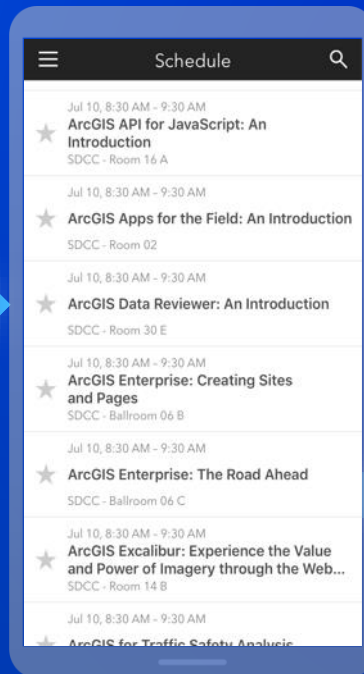 Schedule
Jul 10, 8:30 AM – 9:30 AM
ArcGIS API for JavaScript: An
Introduction
SDCC - Room 16 A
Jul 10, 8:30 AM – 9:30 AM
ArcGIS Apps for the Field: An Introduction
SDCC - Room 02
Jul 10, 8:30 AM – 9:30 AM
ArcGIS Data Reviewer: An Introduction
SDCC - Room 30 E
Jul 10, 8:30 AM – 9:30 AM
ArcGIS Enterprise: Creating Sites
and Pages
SDCC - Ballroom 06 B
Jul 10, 8:30 AM – 9:30 AM
ArcGIS Enterprise: The Road Ahead
SDCC - Ballroom 06 C
Jul 10, 8:30 AM – 9:30 AM
ArcGIS Excalibur: Experience the Value
and Power of Imagery through the Web...
SDCC - Room 14 B
Jul 10, 8:30 AM – 9:30 AM
ArcGIS for Traffic Safety Analysis